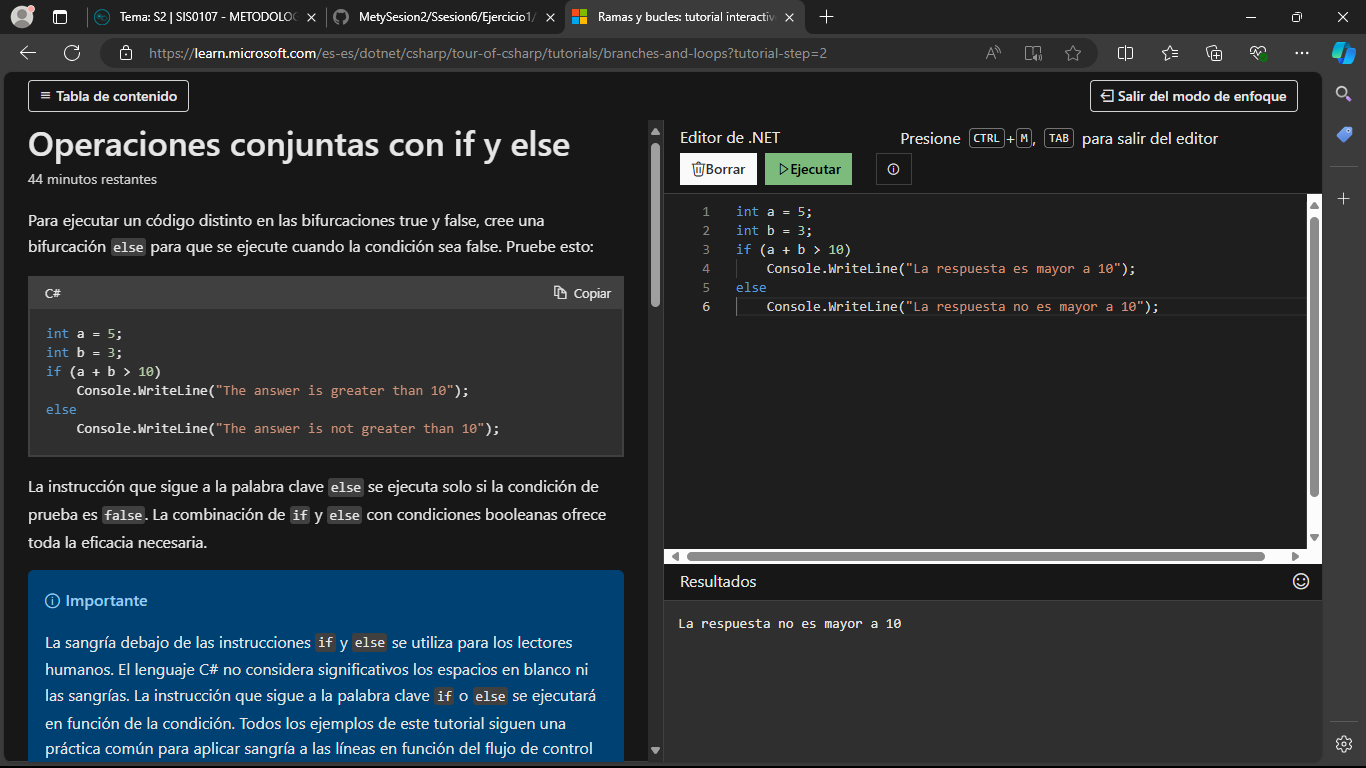 Tema: S2 | SIS0107 - METODOLOG
MetySesion2/Ssesion6/Ejercicio1/
Ramas y bucles: tutorial interactiv
https://learn.microsoft.com/es-es/dotnet/csharp/tour-of-csharp/tutorials/branches-and-loops?tutorial-step=2
Tabla de contenido
Salir del modo de enfoque
Operaciones conjuntas con if y else
44 minutos restantes
Para ejecutar un código distinto en las bifurcaciones true y false, cree una
bifurcación else para que se ejecute cuando la condición sea false. Pruebe esto:
C#
Copiar
int a = 5;
int b = 3;
if (a + b > 10)
    Console.WriteLine("The answer is greater than 10");
else
    Console.WriteLine("The answer is not greater than 10");
La instrucción que sigue a la palabra clave else se ejecuta solo si la condición de
prueba es false. La combinación de if y else con condiciones booleanas ofrece
toda la eficacia necesaria.
Importante
La sangría debajo de las instrucciones if y else se utiliza para los lectores
humanos. El lenguaje C# no considera significativos los espacios en blanco ni
las sangrías. La instrucción que sigue a la palabra clave if o else se ejecutará
en función de la condición. Todos los ejemplos de este tutorial siguen una
práctica común para aplicar sangría a las líneas en función del flujo de control
Editor de .NET
Presione CTRL+M, TAB para salir del editor
Borrar
Ejecutar
1 int a = 5;
2 int b = 3;
3 if (a + b > 10)
4     Console.WriteLine("La respuesta es mayor a 10");
5 else
6     Console.WriteLine("La respuesta no es mayor a 10");
Resultados
La respuesta no es mayor a 10